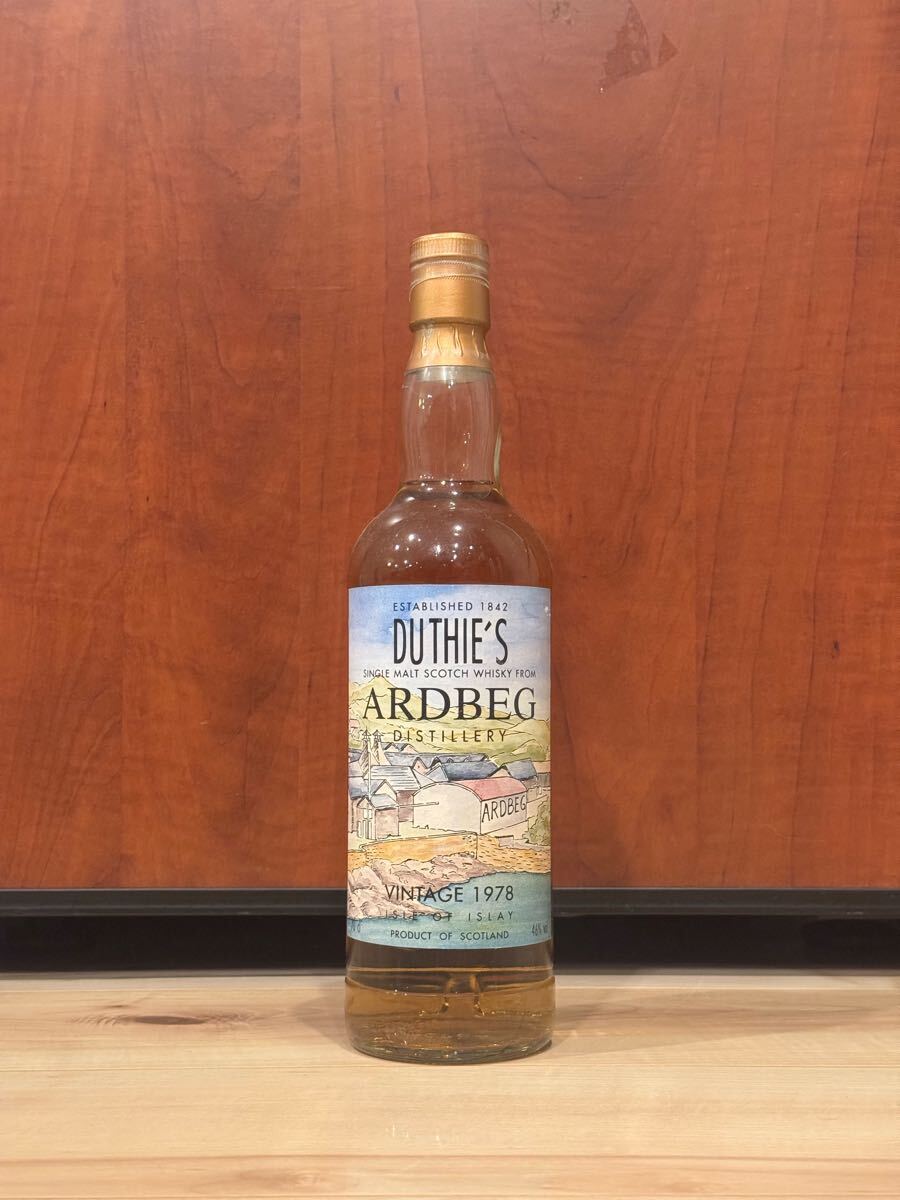 ESTABLISHED 1842
DUTHIE'S
SINGLE MALT SCOTCH WHISKY FROM
ARDBEG
DISTILLERY
ARDBEG
VINTAGE 1978
ISLE OF ISLAY
PRODUCT OF SCOTLAND
46%